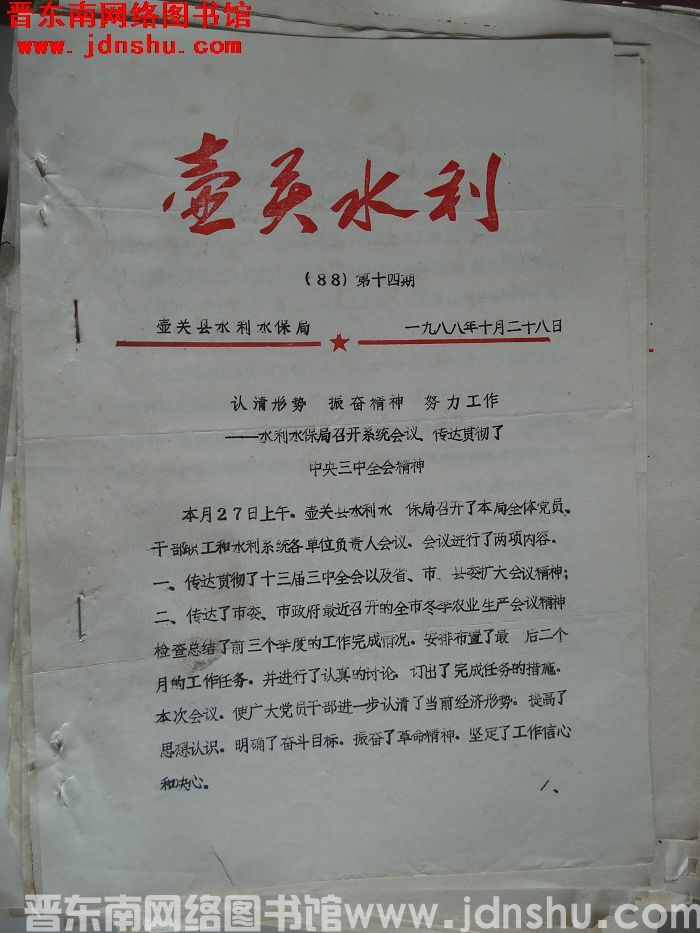 晋东南网络图书馆
www.jdnshu.com
壶关水利
(88)第十四期
壶关县水利水保局 一九八八年十月二十八日
认清形势 振奋精神 努力工作
——水利水保局召开系统会议、传达贯彻了
中央三中全会精神
本月27日上午。壶关县水利水 保局召开了本局全体党员、
干部职工和水利系统各单位负责人会议。会议进行了两项内容。
一、传达贯彻了十三届三中全会以及省、市、县委扩大会议精神;
二、传达了市委、市政府最近召开的全市冬季农业生产会议精神
检查总结了前三个季度的工作完成情况。安排布置了最 后二个
月的工作任务。并进行了认真的讨论。订出了完成任务的措施。
本次会议。使广大党员干部进一步认清了当前经济形势。提高了
思想认识。明确了奋斗目标。振奋了革命精神。坚定了工作信心
和决心。
1、
晋东南网络图书馆www.jdnshu.com